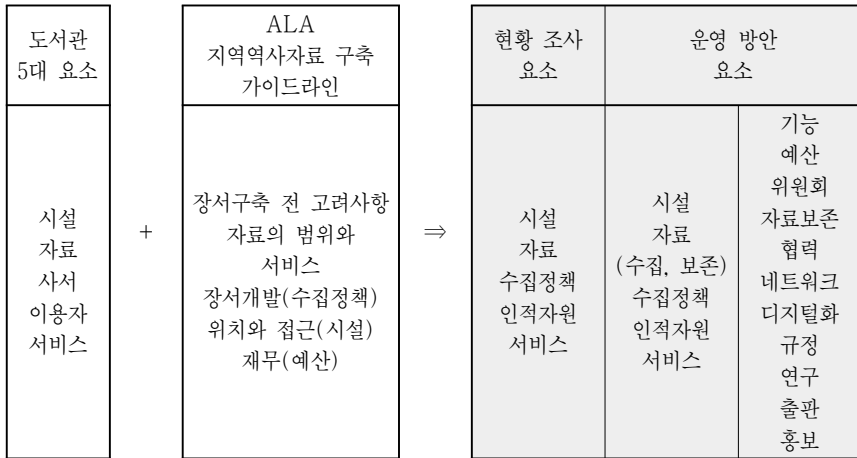 도서관
5대 요소
ALA
지역역사자료 구축
가이드라인
현황 조사
요소
운영 방안
요소
시설
자료
사서
이용자
서비스
+
장서구축 전 고려사항
자료의 범위와
서비스
장서개발(수집정책)
위치와 접근(시설)
재무(예산)
⇒
시설
자료
수집정책
인적자원
서비스
시설
자료
(수집, 보존)
수집정책
인적자원
서비스
기능
예산
위원회
자료보존
협력
네트워크
디지털화
규정
연구
출판
홍보